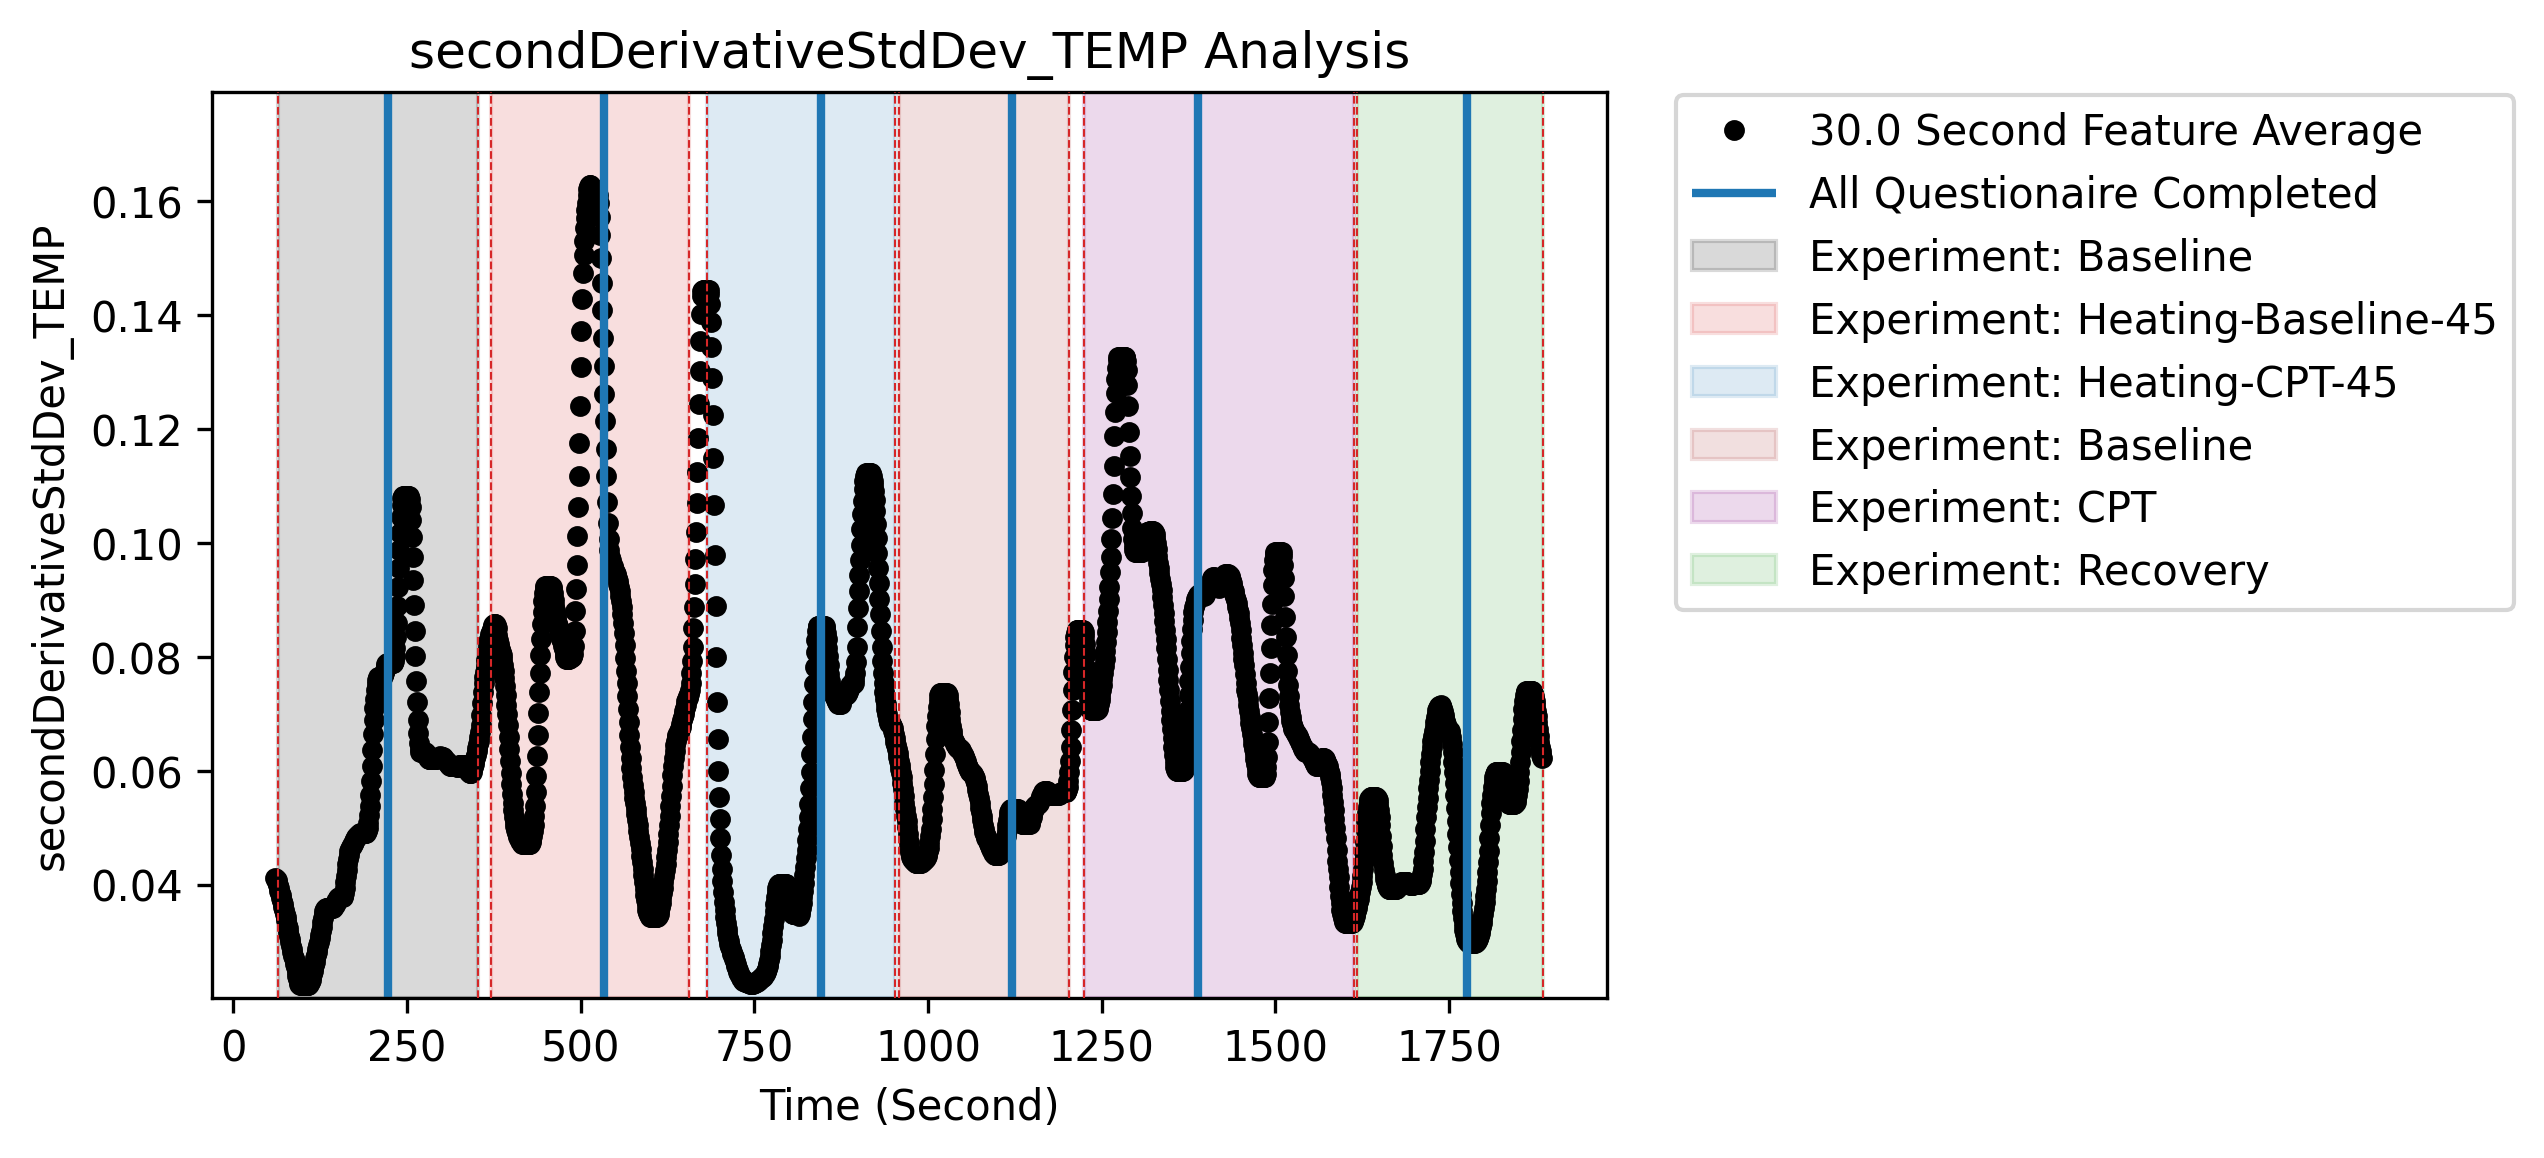 secondDerivativeStdDev_TEMP Analysis
secondDerivativeStdDev_TEMP
0.16
0.14
0.12
0.10
0.08
0.06
0.04
0 250 500 750 1000 1250 1500 1750
Time (Second)
30.0 Second Feature Average
All Questionaire Completed
Experiment: Baseline
Experiment: Heating-Baseline-45
Experiment: Heating-CPT-45
Experiment: Baseline
Experiment: CPT
Experiment: Recovery